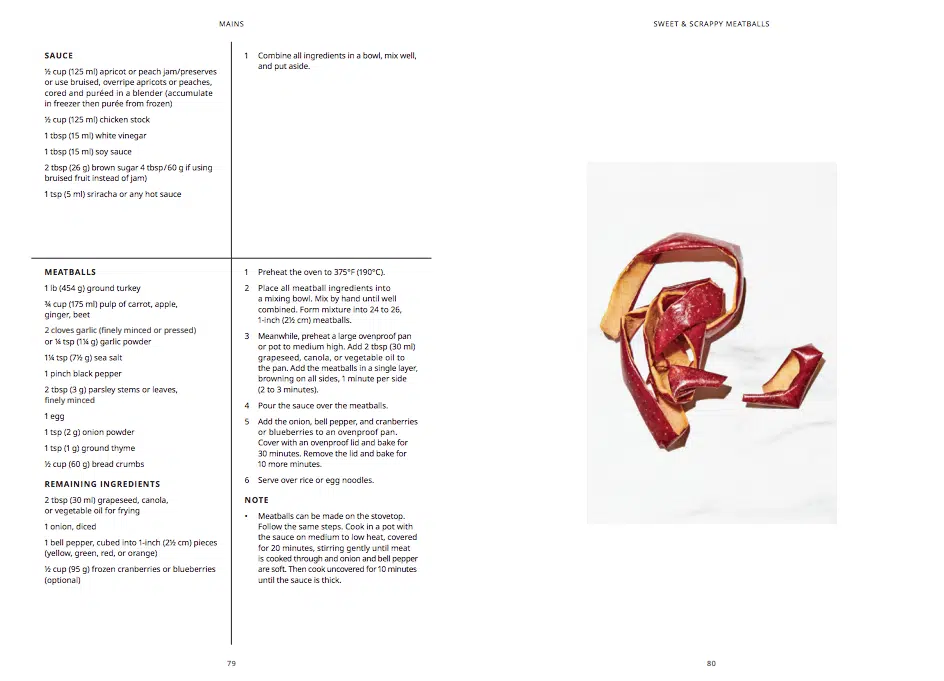 MAINS
SAUCE
½ cup (125 ml) apricot or peach jam/preserves
or use bruised, overripe apricots or peaches,
cored and puréed in a blender (accumulate
in freezer then purée from frozen)
½ cup (125 ml) chicken stock
1 tbsp (15 ml) white vinegar
1 tbsp (15 ml) soy sauce
2 tbsp (26 g) brown sugar 4 tbsp/60 g if using
bruised fruit instead of jam)
1 tsp (5 ml) sriracha or any hot sauce
1 Combine all ingredients in a bowl, mix well,
and put aside.
MEATBALLS
1 lb (454 g) ground turkey
¾ cup (175 ml) pulp of carrot, apple,
ginger, beet
2 cloves garlic (finely minced or pressed)
or ¼ tsp (1¼ g) garlic powder
1¼ tsp (7½ g) sea salt
1 pinch black pepper
2 tbsp (3 g) parsley stems or leaves,
finely minced
1 egg
1 tsp (2 g) onion powder
1 tsp (1 g) ground thyme
½ cup (60 g) bread crumbs
REMAINING INGREDIENTS
2 tbsp (30 ml) grapeseed, canola,
or vegetable oil for frying
1 onion, diced
1 bell pepper, cubed into 1-inch (2½ cm) pieces
(yellow, green, red, or orange)
½ cup (95 g) frozen cranberries or blueberries
(optional)
1 Preheat the oven to 375°F (190°C).
2 Place all meatball ingredients into
a mixing bowl. Mix by hand until well
combined. Form mixture into 24 to 26,
1-inch (2½ cm) meatballs.
3 Meanwhile, preheat a large ovenproof pan
or pot to medium high. Add 2 tbsp (30 ml)
grapeseed, canola, or vegetable oil to
the pan. Add the meatballs in a single layer,
browning on all sides, 1 minute per side
(2 to 3 minutes).
4 Pour the sauce over the meatballs.
5 Add the onion, bell pepper, and cranberries
or blueberries to an ovenproof pan.
Cover with an ovenproof lid and bake for
30 minutes. Remove the lid and bake for
10 more minutes.
6 Serve over rice or egg noodles.
NOTE
• Meatballs can be made on the stovetop.
Follow the same steps. Cook in a pot with
the sauce on medium to low heat, covered
for 20 minutes, stirring gently until meat
is cooked through and onion and bell pepper
are soft. Then cook uncovered for 10 minutes
until the sauce is thick.
79
SWEET & SCRAPPY MEATBALLS
80